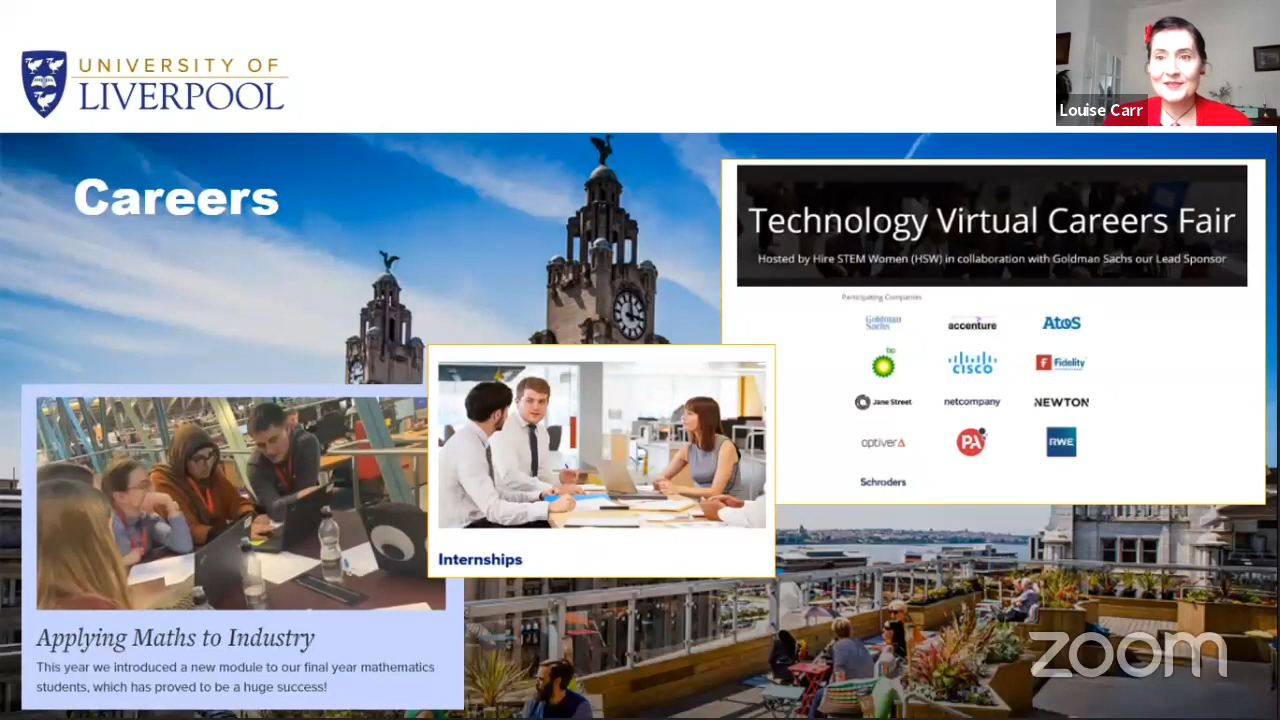 UNIVERSITY OF
LIVERPOOL
Louise Carr
Careers
Technology Virtual Careers Fair
Hosted by Hire STEM Women (HSW) in collaboration with Goldman Sachs our Lead Sponsor
Participating Companies
Goldman
Sachs
accenture
AtoS
bp
CISCO
Fidelity
Jane Street
netcompany
NEWTON
optiver
PA
RWE
Schroders
Internships
Applying Maths to Industry
This year we introduced a new module to our final year mathematics
students, which has proved to be a huge success!
zoom